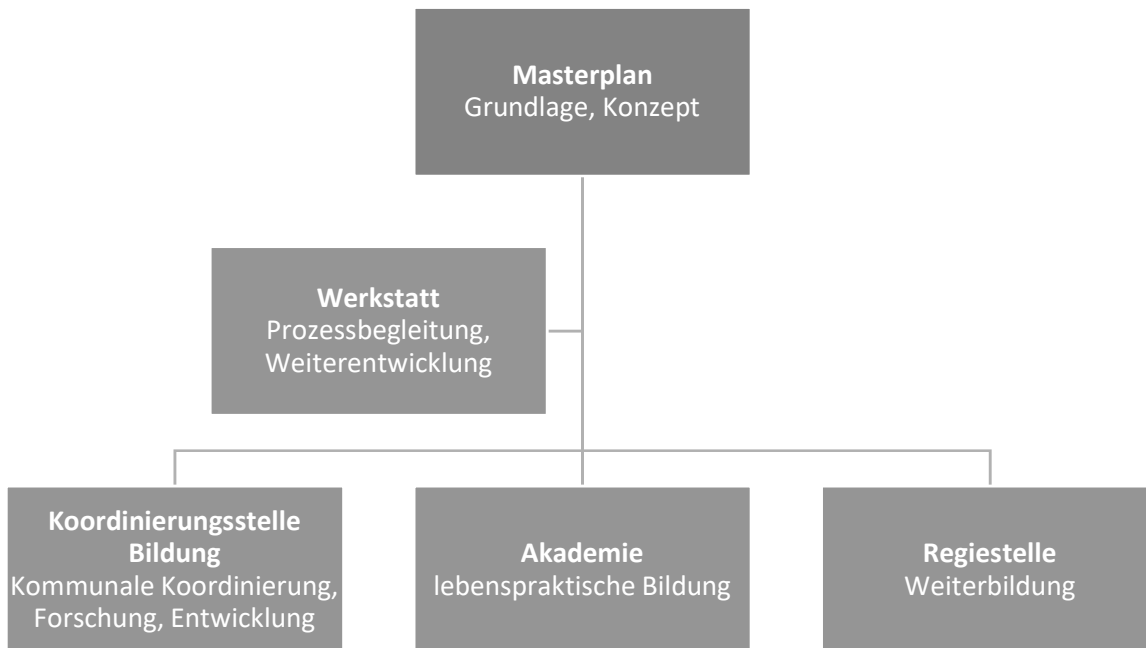 Masterplan
Grundlage, Konzept
Werkstatt
Prozessbegleitung,
Weiterentwicklung
Koordinierungsstelle
Bildung
Kommunale Koordinierung,
Forschung, Entwicklung
Akademie
lebenspraktische Bildung
Regiestelle
Weiterbildung